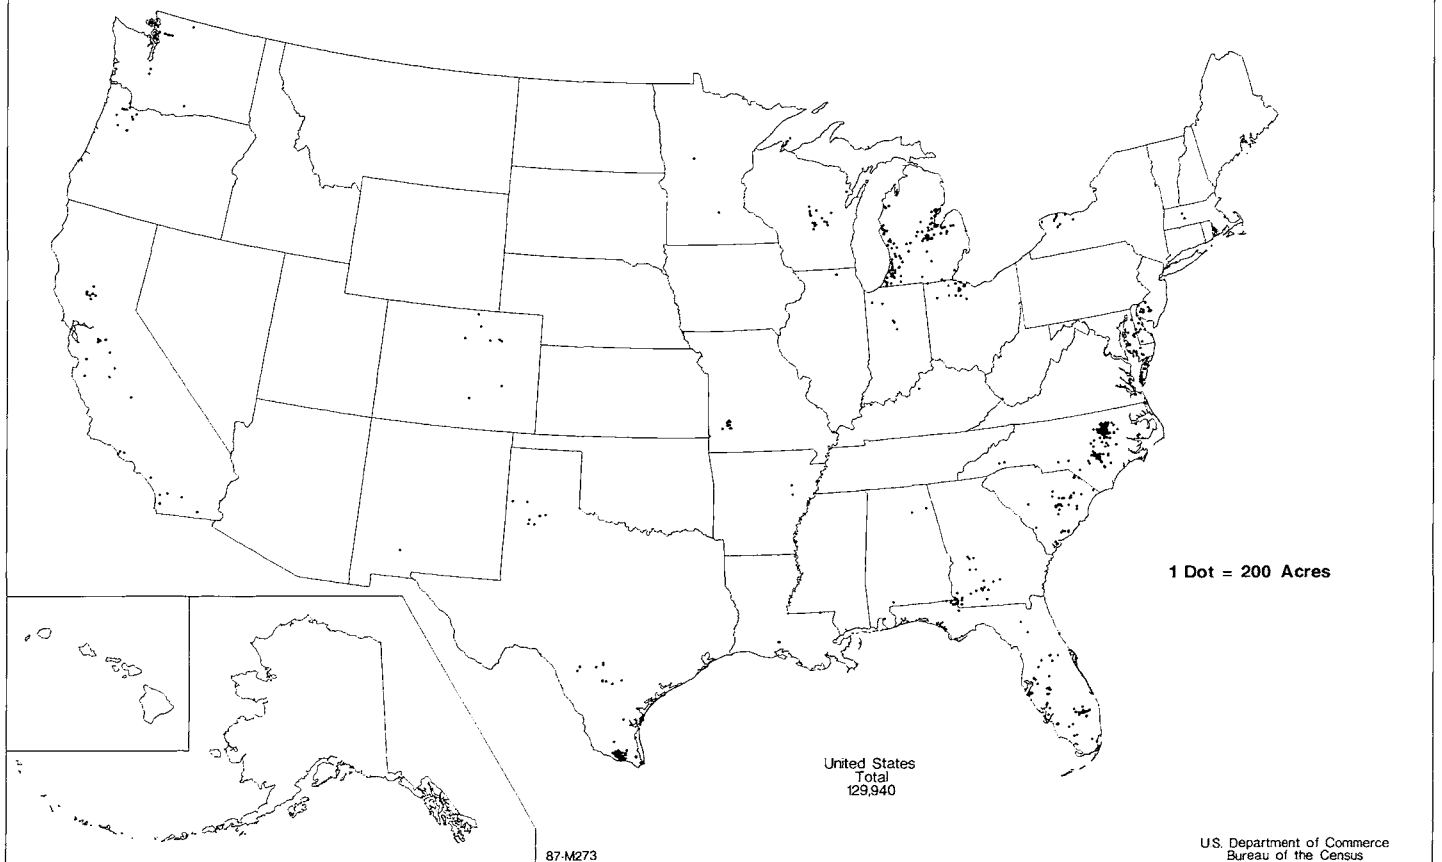 1 Dot = 200 Acres
United States
Total
129,940
87-M273
U.S. Department of Commerce
Bureau of the Census